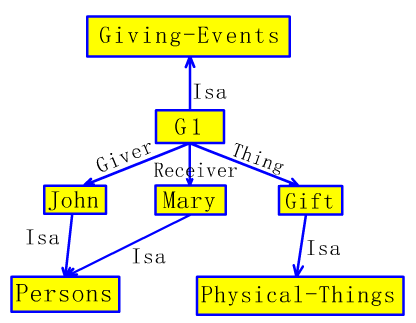 Giving-Events
Isa
G1
Giver
Receiver
Thing
John
Mary
Gift
Isa
Isa
Isa
Persons
Physical-Things